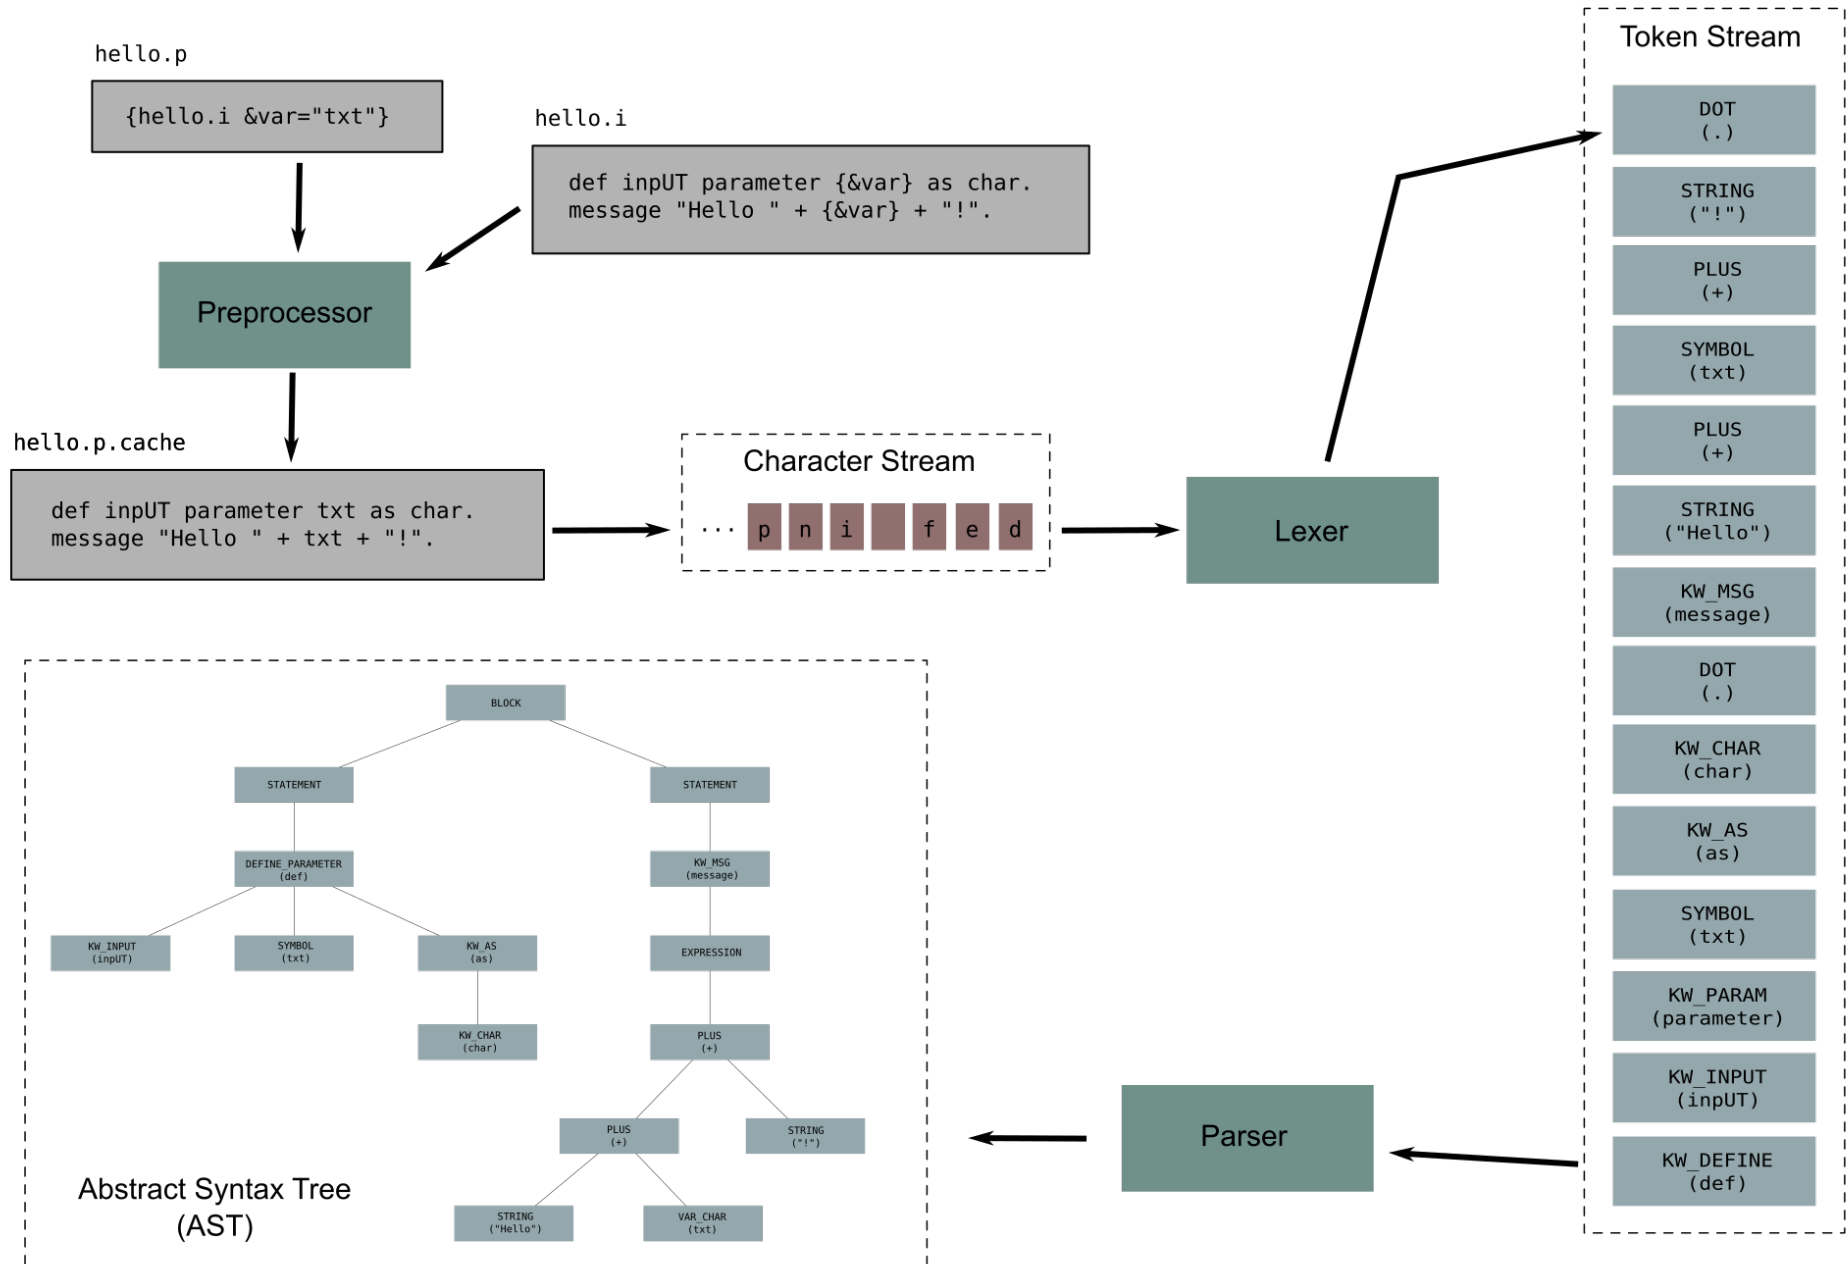 hello.p
{hello.i &var="txt"}
hello.i
def inpUT parameter {&var} as char.
message "Hello " + {&var} + "!".
Preprocessor
hello.p.cache
def inpUT parameter txt as char.
message "Hello " + txt + "!".
Character Stream
... p n i f e d
Lexer
Token Stream
DOT
(.)
STRING
("!")
PLUS
(+)
SYMBOL
(txt)
PLUS
(+)
STRING
("Hello")
KW_MSG
(message)
DOT
(.)
KW_CHAR
(char)
KW_AS
(as)
SYMBOL
(txt)
KW_PARAM
(parameter)
KW_INPUT
(inpUT)
KW_DEFINE
(def)
Parser
BLOCK
STATEMENT
STATEMENT
DEFINE_PARAMETER
(def)
KW_MSG
(message)
KW_INPUT
(inpUT)
SYMBOL
(txt)
KW_AS
(as)
EXPRESSION
KW_CHAR
(char)
PLUS
(+)
PLUS
(+)
STRING
("!")
STRING
("Hello")
VAR_CHAR
(txt)
Abstract Syntax Tree
(AST)